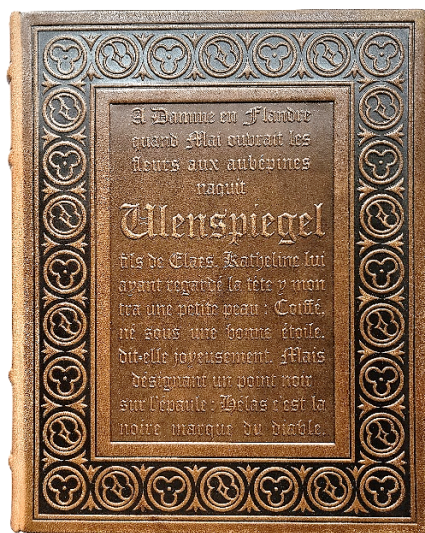 A Damme en Flandre
quand Mai ouvrait les
fleurs aux aubépines
naquit
Ulenspiegel
fils de Claes. Katheline lui
ayant regardé la tête y mon
tra une petite peau : Coiffé,
né sous une bonne étoile.
dit-elle joyeusement. Mais
désignant un point noir
sur l'épaule : Hélas c'est la
noire marque du diable.